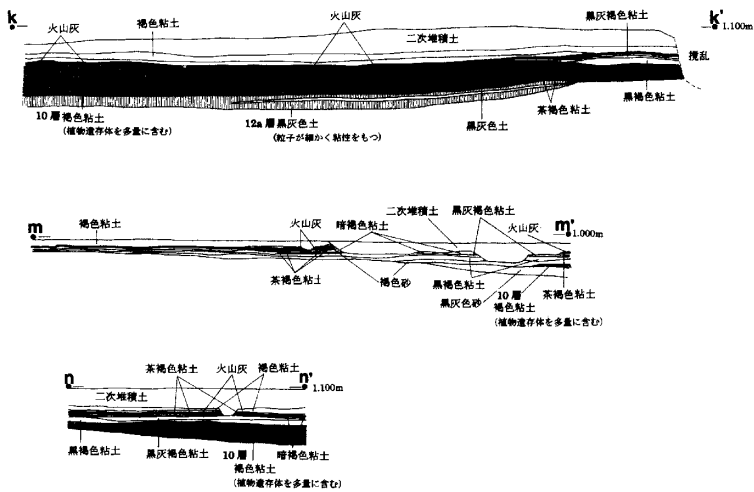 k
k'
火山灰
褐色粘土
火山灰
二次堆積土
黒灰褐色粘土
1.100m
攪乱
10層 褐色粘土
(植物遺存体を多量に含む)
12a層 黒灰色土
(粒子が細かく粘性をもつ)
黒灰色土
茶褐色粘土
黒褐色粘土
m
m'
褐色粘土
火山灰
暗褐色粘土
二次堆積土
黒灰褐色粘土
火山灰
1.000m
茶褐色粘土
褐色砂
黒褐色粘土
黒灰色砂
10層
褐色粘土
(植物遺存体を多量に含む)
茶褐色粘土
n
n'
茶褐色粘土
火山灰
褐色粘土
1.100m
二次堆積土
黒褐色粘土
黒灰褐色粘土
10層
褐色粘土
(植物遺存体を多量に含む)
暗褐色粘土